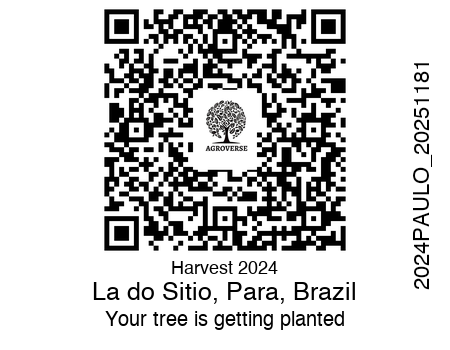 AGROVERSE
Harvest 2024
La do Sitio, Para, Brazil
Your tree is getting planted
2024PAULO_20251181